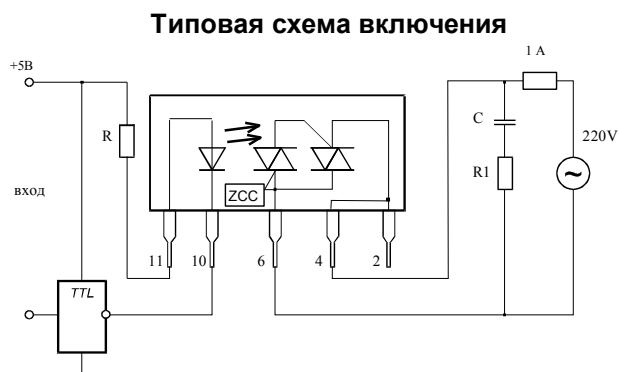 Типовая схема включения
1 А
+5В
R
C
220V
вход
ZCC
R1
~
11
10
6
4
2
TTL